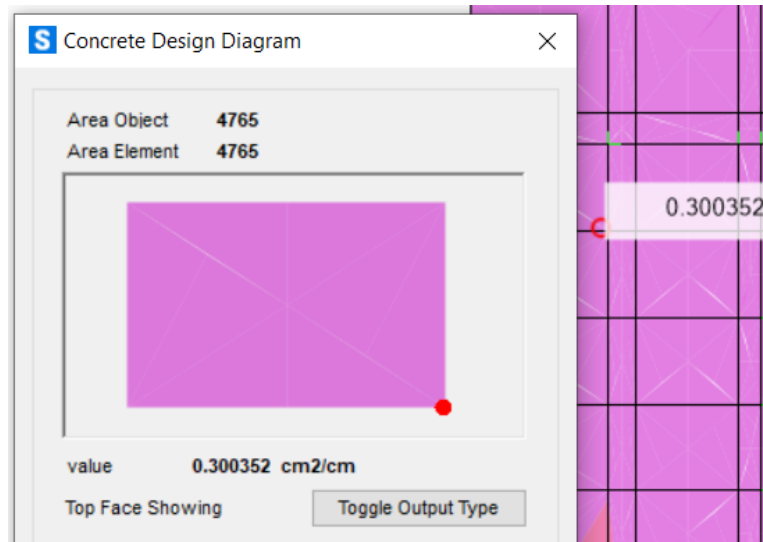 S Concrete Design Diagram
Area Object 4765
Area Element 4765
0.300352
value 0.300352 cm2/cm
Top Face Showing Toggle Output Type